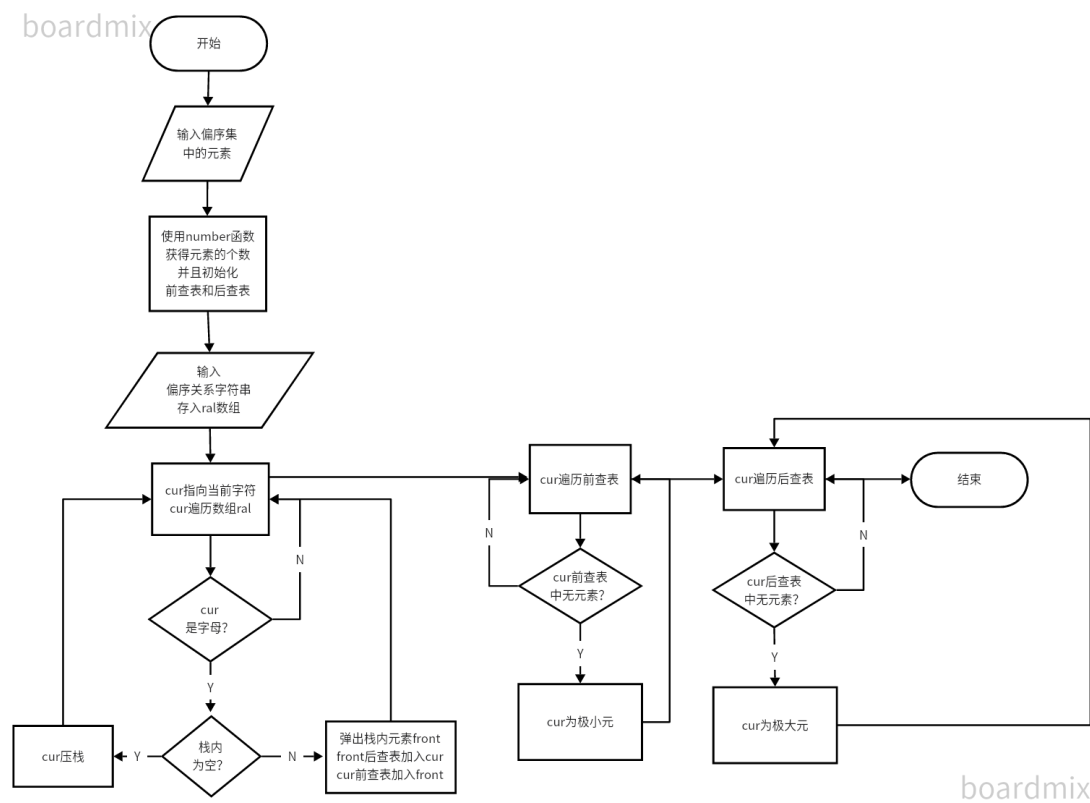 boardmix
开始
输入偏序集
中的元素
使用number函数
获得元素的个数
并且初始化
前查表和后查表
输入
偏序关系字符串
存入ral数组
cur指向当前字符
cur遍历数组ral
N
cur
是字母?
Y
cur压栈
Y
栈内
为空?
N
弹出栈内元素front
front后查表加入cur
cur前查表加入front
cur遍历前查表
N
cur前查表
中无元素?
Y
cur为极小元
cur遍历后查表
N
cur后查表
中无元素?
Y
cur为极大元
结束
boardmix